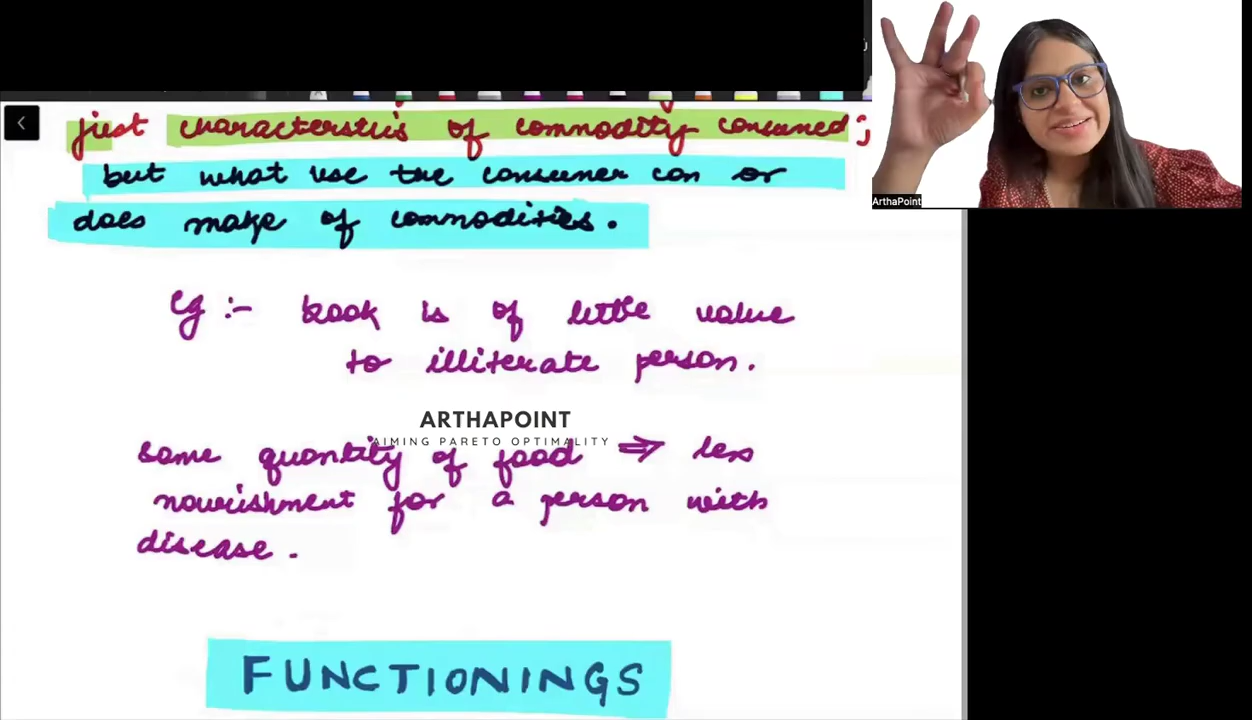 just characteristics of commodity consumed;
but what use the consumer can or
does make of commodities.
eg :- book is of little value
to illiterate person.
ARTHAPOINT
AIMING PARETO OPTIMALITY
same quantity of food ⇒ less
nourishment for a person with
disease.
FUNCTIONINGS
ArthaPoint